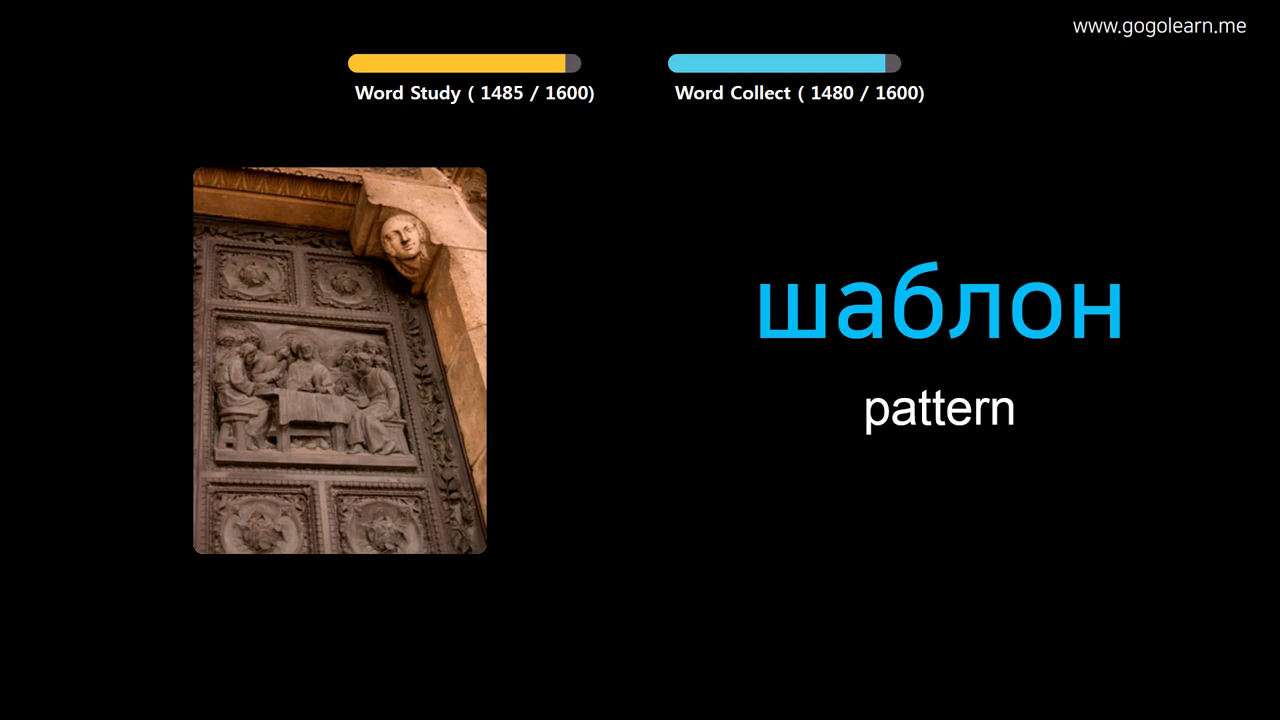 www.gogolearn.me
Word Study ( 1485 / 1600)
Word Collect ( 1480 / 1600)
шаблон
pattern